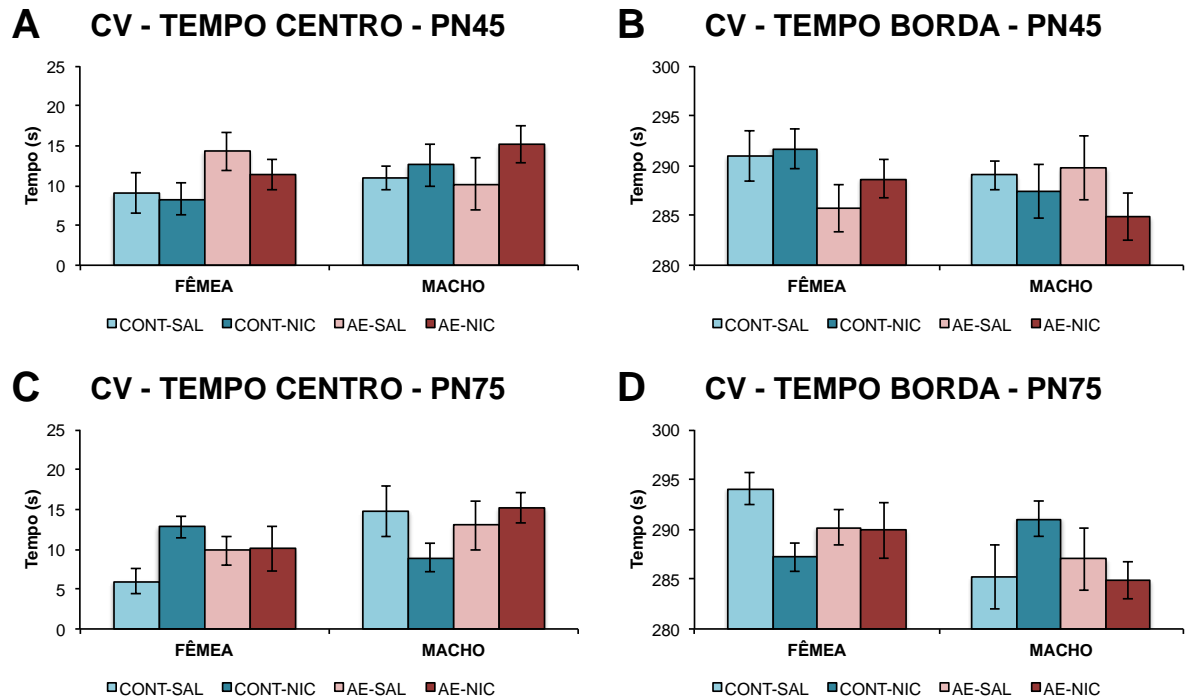 A CV - TEMPO CENTRO - PN45
Tempo (s)
25
20
15
10
5
0
FÊMEA MACHO
CONT-SAL CONT-NIC AE-SAL AE-NIC
B CV - TEMPO BORDA - PN45
Tempo (s)
300
295
290
285
280
FÊMEA MACHO
CONT-SAL CONT-NIC AE-SAL AE-NIC
C CV - TEMPO CENTRO - PN75
Tempo (s)
25
20
15
10
5
0
FÊMEA MACHO
CONT-SAL CONT-NIC AE-SAL AE-NIC
D CV - TEMPO BORDA - PN75
Tempo (s)
300
295
290
285
280
FÊMEA MACHO
CONT-SAL CONT-NIC AE-SAL AE-NIC